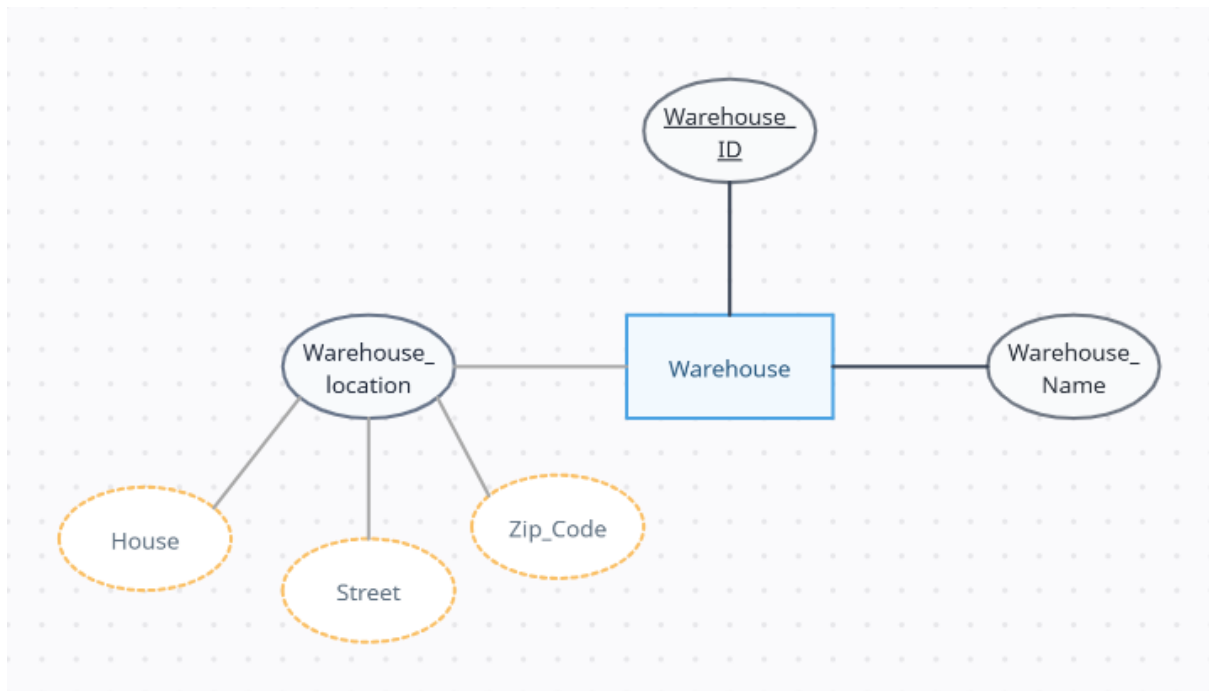 Warehouse_
ID
Warehouse_
location
Warehouse
Warehouse_
Name
House
Street
Zip_Code